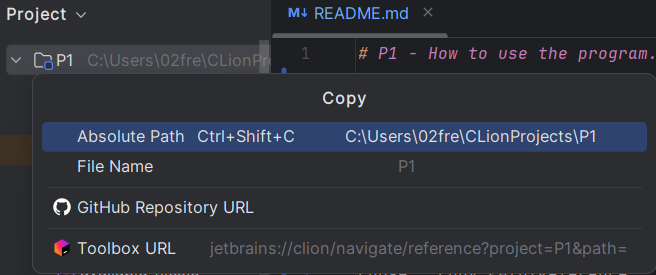 Project
README.md
P1 C:\Users\02fre\CLionPr
1 # P1 - How to use the program.
Copy
Absolute Path Ctrl+Shift+C C:\Users\02fre\CLionProjects\P1
File Name P1
GitHub Repository URL
Toolbox URL jetbrains://clion/navigate/reference?project=P1&path=